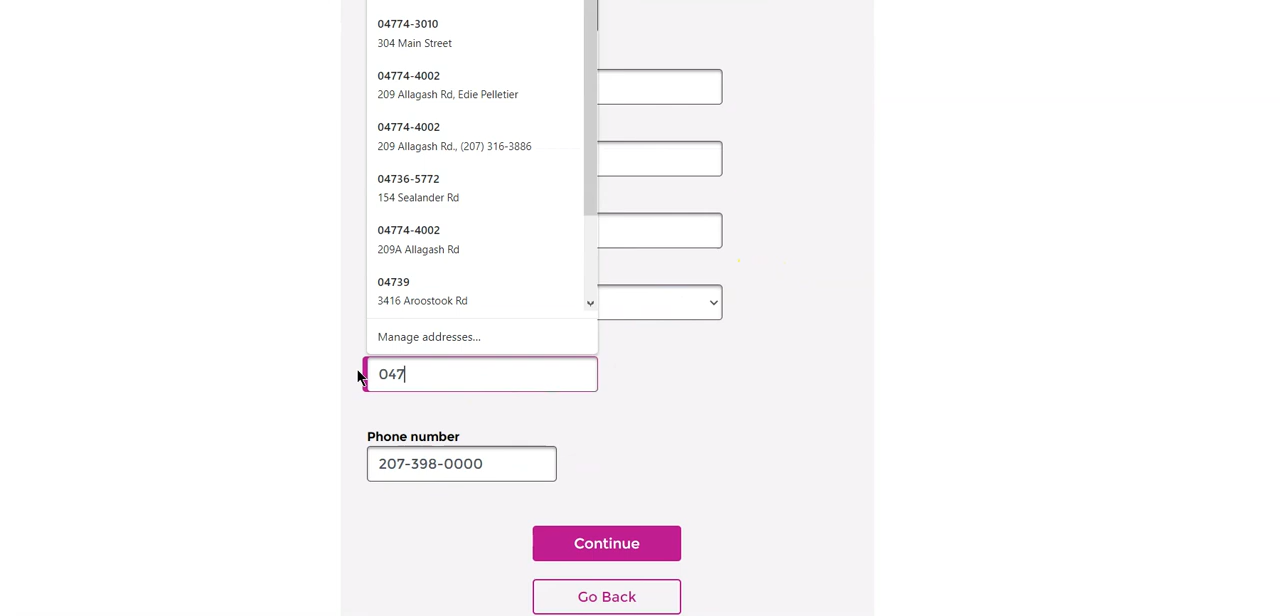 04774-3010
304 Main Street
04774-4002
209 Allagash Rd, Edie Pelletier
04774-4002
209 Allagash Rd., (207) 316-3886
04736-5772
154 Sealander Rd
04774-4002
209A Allagash Rd
04739
3416 Aroostook Rd
Manage addresses...
047
Phone number
207-398-0000
Continue
Go Back